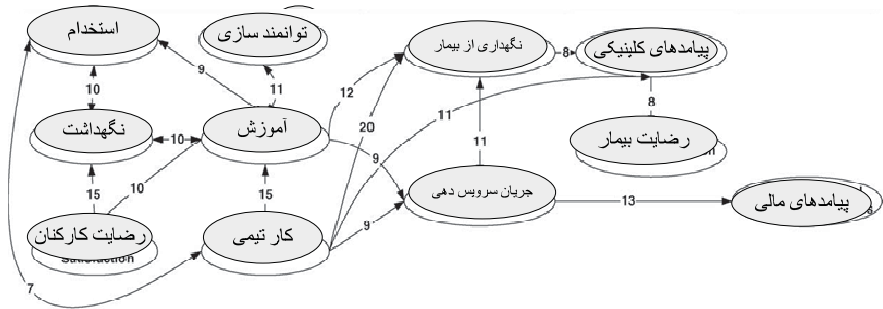 استخدام
توانمند سازی
نگهداری از بیمار
پیامدهای کلینیکی
8
9
10
11
12
11
8
نگهداشت
10
آموزش
20
رضایت بیمار
9
11
15
10
15
جریان سرویس دهی
13
پیامدهای مالی
رضایت کارکنان
کار تیمی
9
7